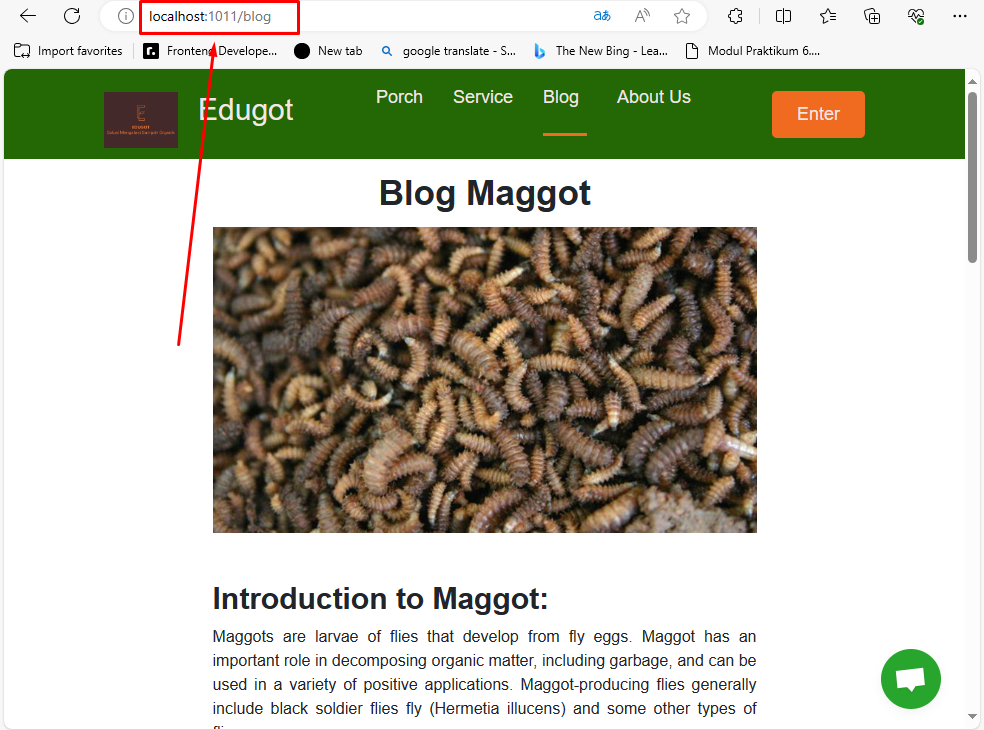 localhost:1011/blog
Import favorites
Frontend Develope...
New tab
google translate - S...
The New Bing - Lea...
Modul Praktikum 6....
E
EDUGOT
Edugot
Porch
Service
Blog
About Us
Enter
Blog Maggot
Introduction to Maggot:
Maggots are larvae of flies that develop from fly eggs. Maggot has an
important role in decomposing organic matter, including garbage, and can be
used in a variety of positive applications. Maggot-producing flies generally
include black soldier flies fly (Hermetia illucens) and some other types of